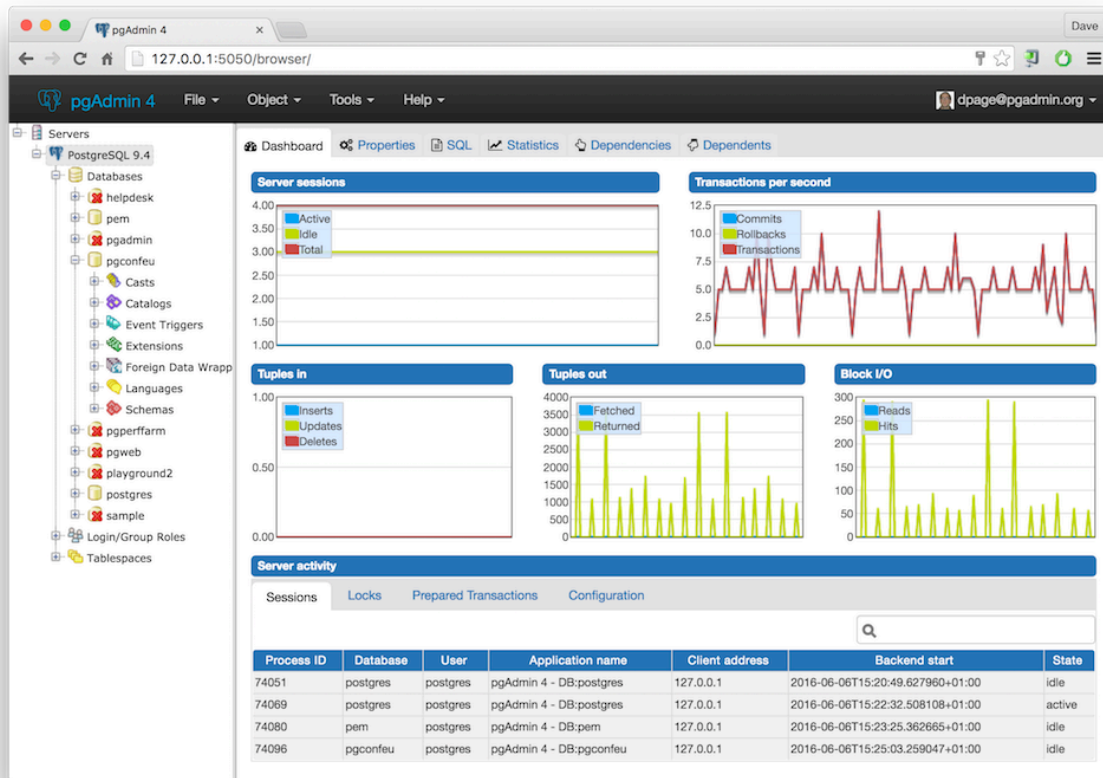 pgAdmin 4
Dave
127.0.0.1:5050/browser/
pgAdmin 4 File Object Tools Help dpage@pgadmin.org
Servers
PostgreSQL 9.4
Databases
helpdesk
pem
pgadmin
pgconfeu
Casts
Catalogs
Event Triggers
Extensions
Foreign Data Wrapp
Languages
Schemas
pgperffarm
pgweb
playground2
postgres
sample
Login/Group Roles
Tablespaces
Dashboard Properties SQL Statistics Dependencies Dependents
Server sessions
4.00
3.50
3.00
2.50
2.00
1.50
1.00
Active
Idle
Total
Transactions per second
12.5
10.0
7.5
5.0
2.5
0.0
Commits
Rollbacks
Transactions
Tuples in
1.00
0.50
0.00
Inserts
Updates
Deletes
Tuples out
4000
3500
3000
2500
2000
1500
1000
500
0
Fetched
Returned
Block I/O
300
250
200
150
100
50
0
Reads
Hits
Server activity
Sessions Locks Prepared Transactions Configuration
Process ID Database User Application name Client address Backend start State
74051 postgres postgres pgAdmin 4 - DB:postgres 127.0.0.1 2016-06-06T15:20:49.627960+01:00 idle
74069 postgres postgres pgAdmin 4 - DB:postgres 127.0.0.1 2016-06-06T15:22:32.508108+01:00 active
74080 pem postgres pgAdmin 4 - DB:pem 127.0.0.1 2016-06-06T15:23:25.362665+01:00 idle
74096 pgconfeu postgres pgAdmin 4 - DB:pgconfeu 127.0.0.1 2016-06-06T15:25:03.259047+01:00 idle